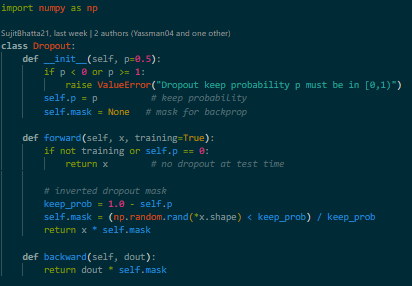 import numpy as np
SujitBhatta21, last week | 2 authors (Yassman04 and one other)
class Dropout:
    def __init__(self, p=0.5):
        if p < 0 or p >= 1:
            raise ValueError("Dropout keep probability p must be in [0,1)")
        self.p = p          # keep probability
        self.mask = None   # mask for backprop
    def forward(self, x, training=True):
        if not training or self.p == 0:
            return x        # no dropout at test time
        # inverted dropout mask
        keep_prob = 1.0 - self.p
        self.mask = (np.random.rand(*x.shape) < keep_prob) / keep_prob
        return x * self.mask
    def backward(self, dout):
        return dout * self.mask